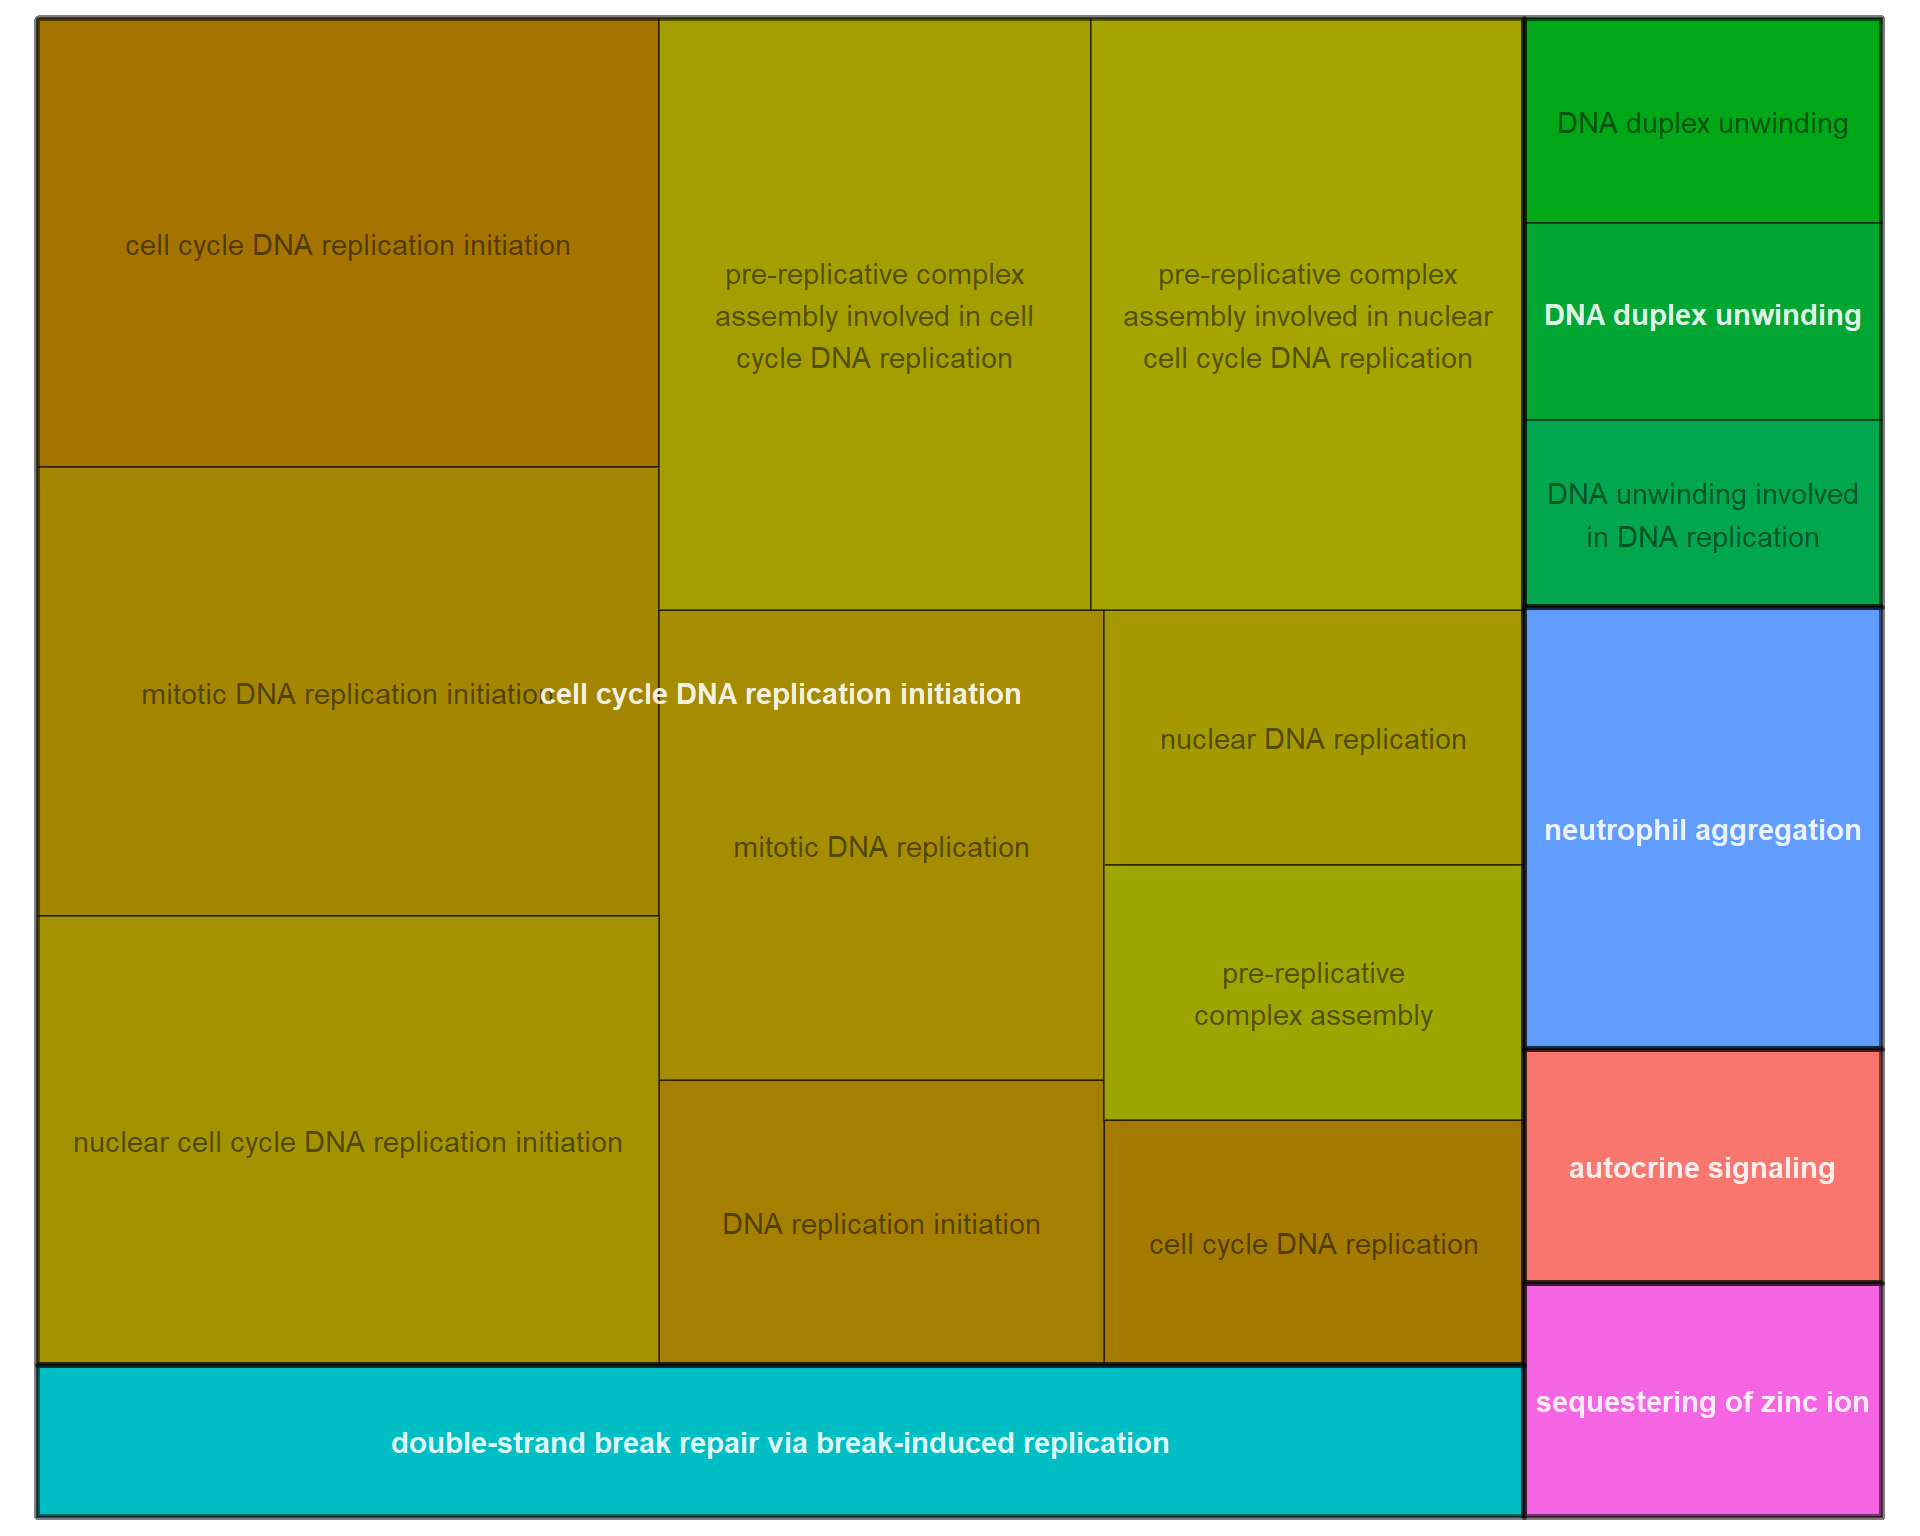 cell cycle DNA replication initiation
pre-replicative complex
assembly involved in cell
cycle DNA replication
pre-replicative complex
assembly involved in nuclear
cell cycle DNA replication
DNA duplex unwinding
DNA duplex unwinding
DNA unwinding involved
in DNA replication
mitotic DNA replication initiation
cell cycle DNA replication initiation
nuclear DNA replication
mitotic DNA replication
neutrophil aggregation
pre-replicative
complex assembly
nuclear cell cycle DNA replication initiation
DNA replication initiation
cell cycle DNA replication
autocrine signaling
sequestering of zinc ion
double-strand break repair via break-induced replication